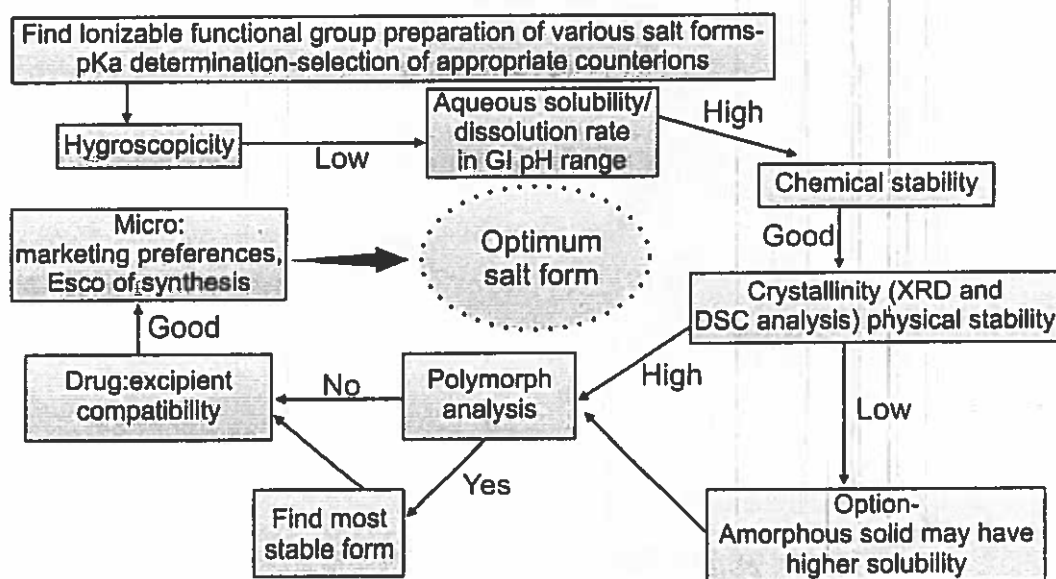 Find Ionizable functional group preparation of various salt forms-
pKa determination-selection of appropriate counterions
Hygroscopicity
Low
Aqueous solubility/
dissolution rate
in GI pH range
High
Chemical stability
Good
Crystallinity (XRD and
DSC analysis) physical stability
High
Low
Option-
Amorphous solid may have
higher solubility
Polymorph
analysis
No
Yes
Find most
stable form
Drug:excipient
compatibility
Good
Micro:
marketing preferences,
Esco of synthesis
Optimum
salt form